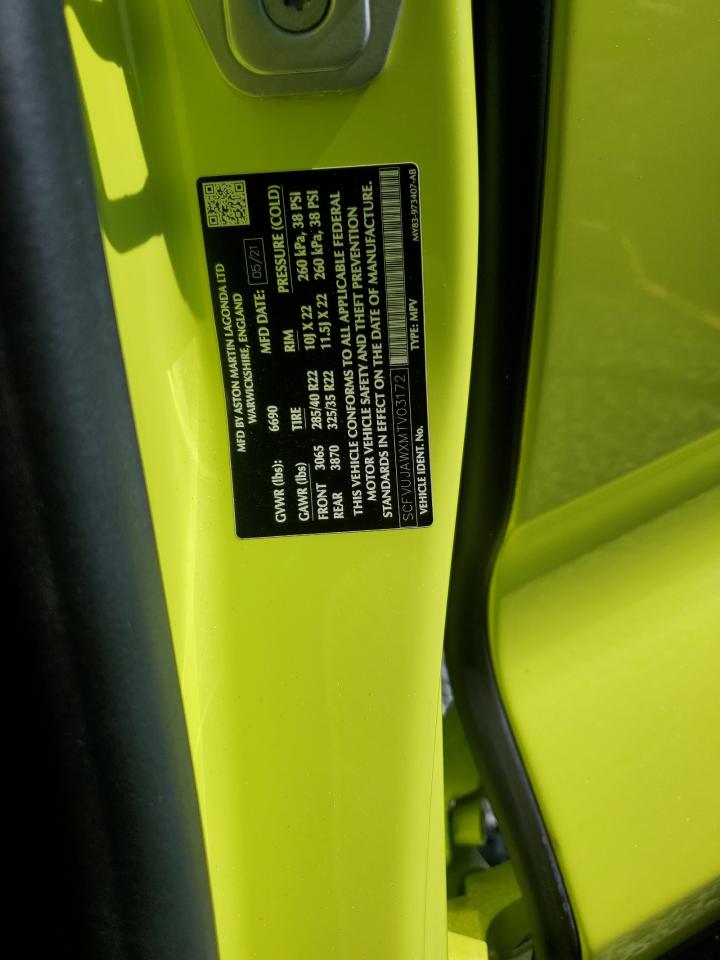 MFD BY ASTON MARTIN LAGONDA LTD
WARWICKSHIRE, ENGLAND
MFD DATE: 05/21
GVWR (lbs): 6690
GAWR (lbs) TIRE RIM PRESSURE (COLD)
FRONT 3065 285/40 R22 10J X 22 260 kPa, 38 PSI
REAR 3870 325/35 R22 11.5J X 22 260 kPa, 38 PSI
THIS VEHICLE CONFORMS TO ALL APPLICABLE FEDERAL
MOTOR VEHICLE SAFETY AND THEFT PREVENTION
STANDARDS IN EFFECT ON THE DATE OF MANUFACTURE.
SCFVUJAWXMTV03172
VEHICLE IDENT. No. TYPE: MPV MY83-973407-AB